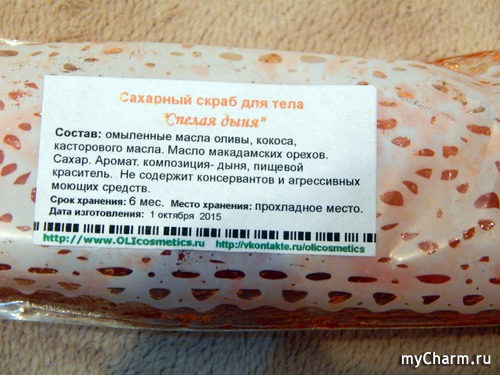 Сахарный скраб для тела
"Спелая дыня"
Состав: омыленные масла оливы, кокоса,
касторового масла. Масло макадамских орехов.
Сахар. Аромат. композиция- дыня, пищевой
краситель. Не содержит консервантов и агрессивных
моющих средств.
Срок хранения: 6 мес. Место хранения: прохладное место.
Дата изготовления: 1 октября 2015
http://www.OLIcosmetics.ru http://vkontakte.ru/olicosmetics
myCharm.ru